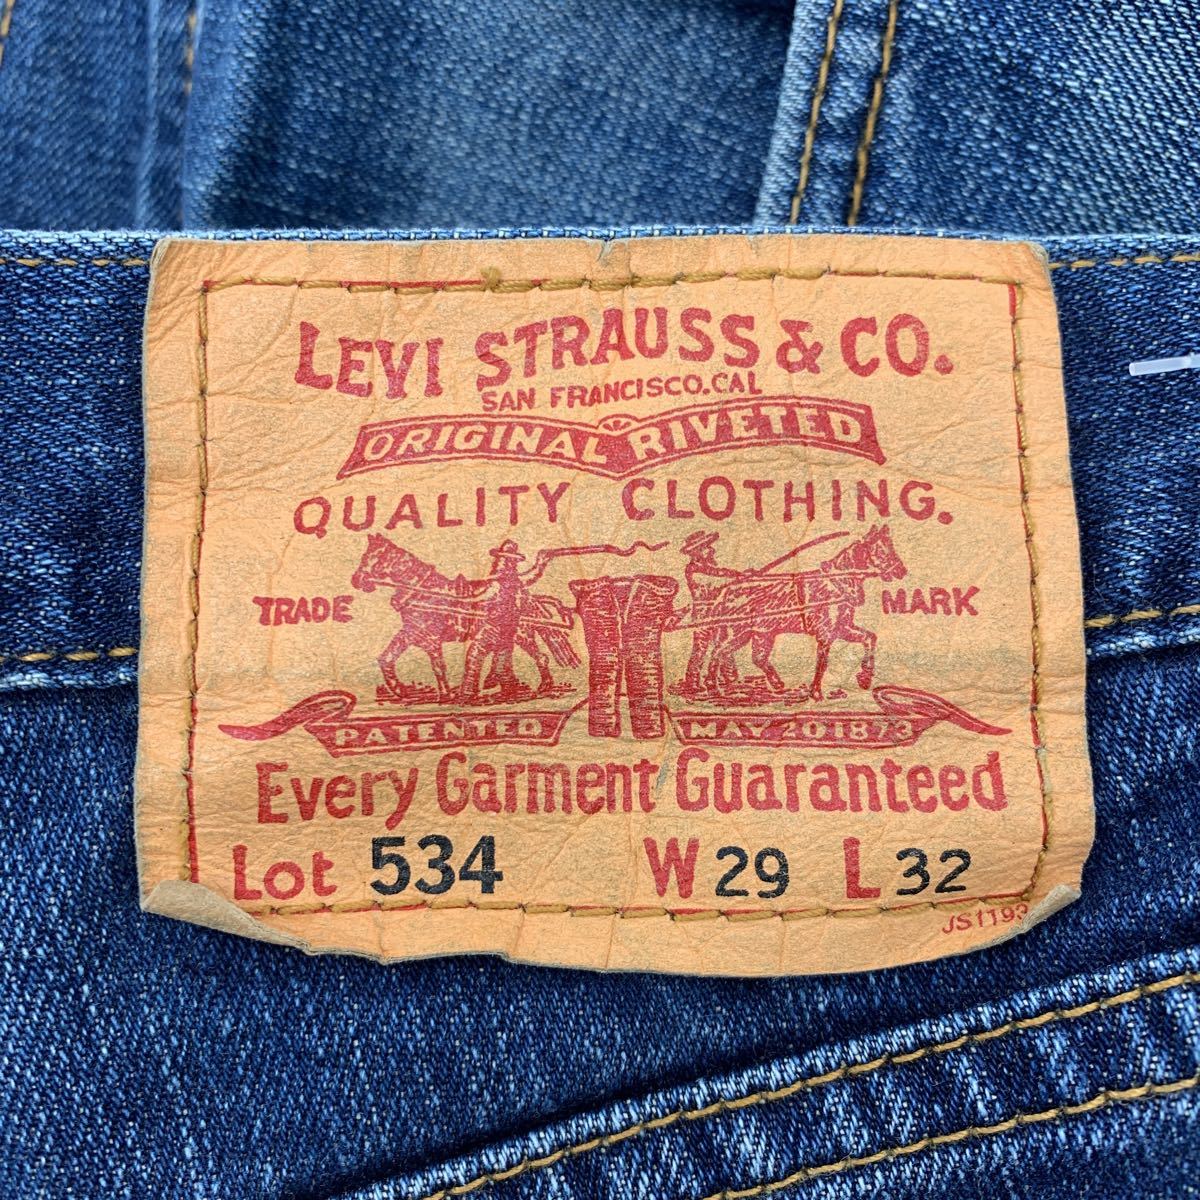 LEVI STRAUSS & CO.
SAN FRANCISCO.CAL
ORIGINAL RIVETED
QUALITY CLOTHING.
TRADE MARK
PATENTED MAY 20 1873
Every Garment Guaranteed
Lot 534 W 29 L 32
JS1193